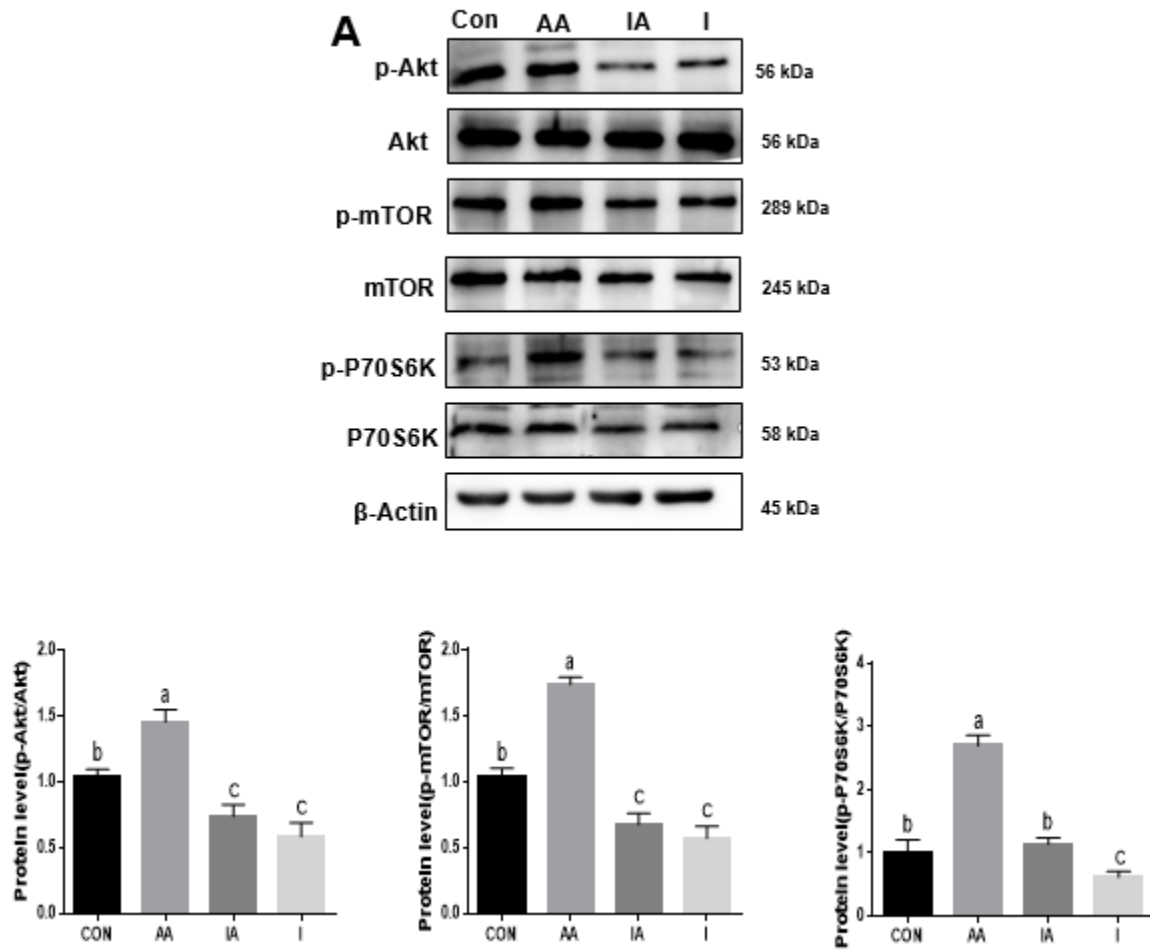 A
Con AA IA I
p-Akt 56 kDa
Akt 56 kDa
p-mTOR 289 kDa
mTOR 245 kDa
p-P70S6K 53 kDa
P70S6K 58 kDa
β-Actin 45 kDa
Protein level(p-Akt/Akt)
2.0
1.5
1.0
0.5
0.0
b a c c
CON AA IA I
Protein level(p-mTOR/mTOR)
2.0
1.5
1.0
0.5
0.0
b a c c
CON AA IA I
Protein level(p-P70S6K/P70S6K)
4
3
2
1
0
b a b c
CON AA IA I